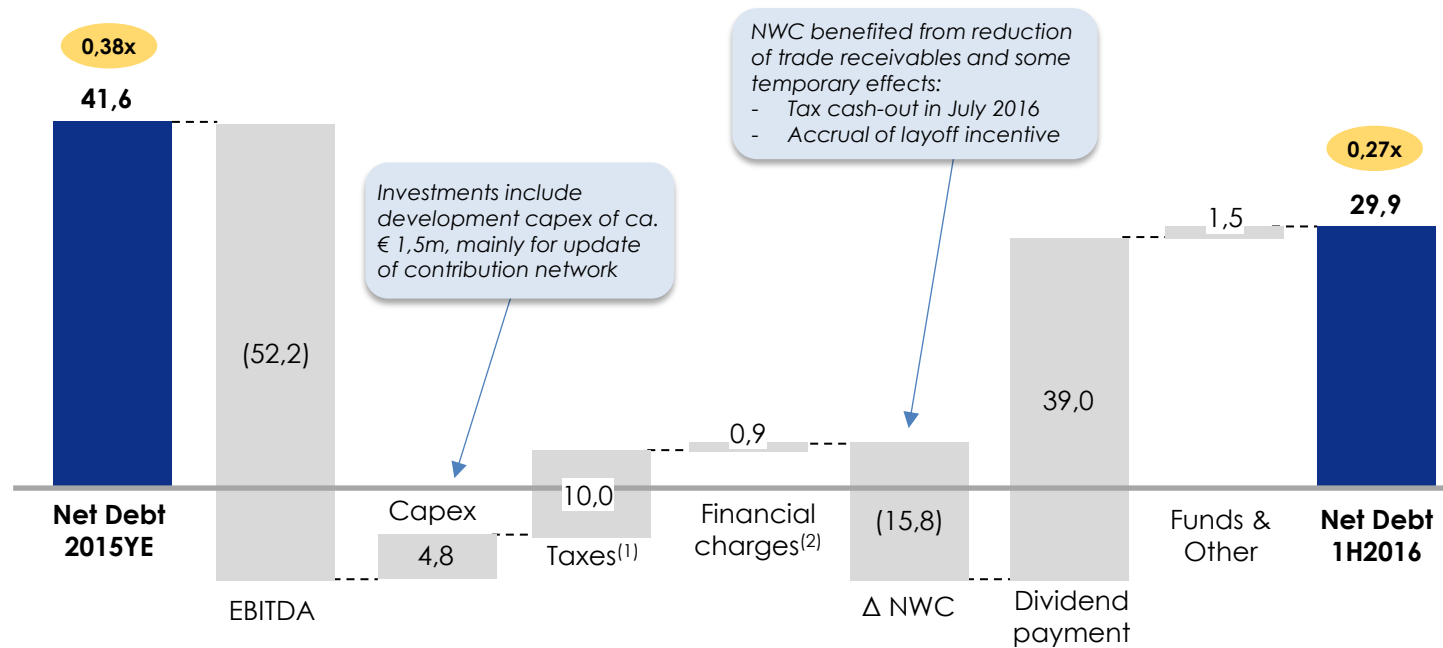 0,38x
41,6
NWC benefited from reduction
of trade receivables and some
temporary effects:
- Tax cash-out in July 2016
- Accrual of layoff incentive
0,27x
29,9
Investments include
development capex of ca.
€ 1,5m, mainly for update
of contribution network
(52,2)
4,8
10,0
0,9
(15,8)
39,0
1,5
Net Debt
2015YE
EBITDA
Capex
Taxes(1)
Financial
charges(2)
Δ NWC
Dividend
payment
Funds &
Other
Net Debt
1H2016